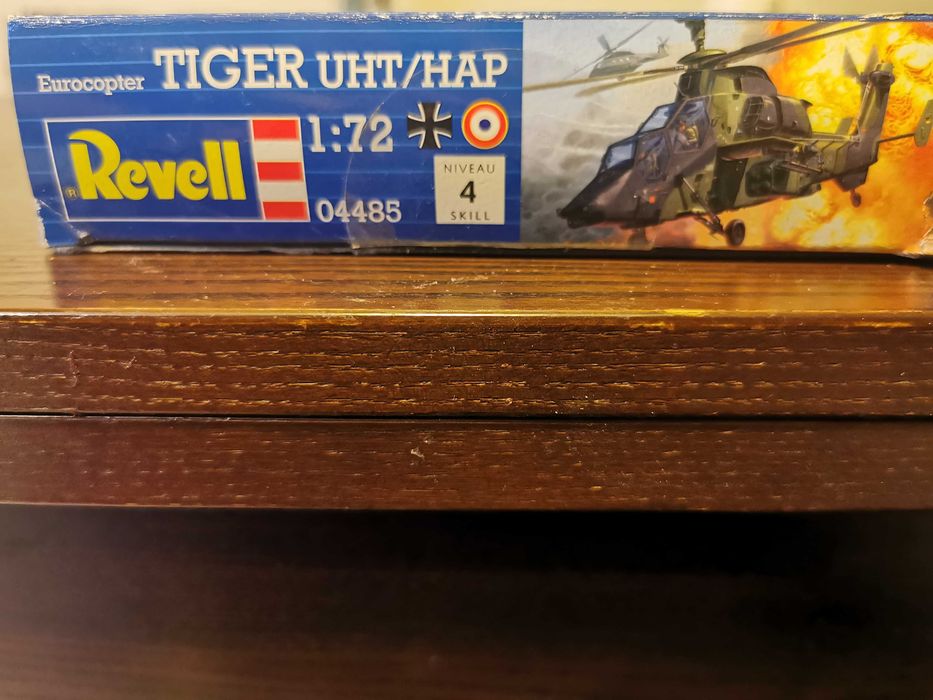 Eurocopter TIGER UHT/HAP
® Revell
1:72
04485
NIVEAU
4
SKILL